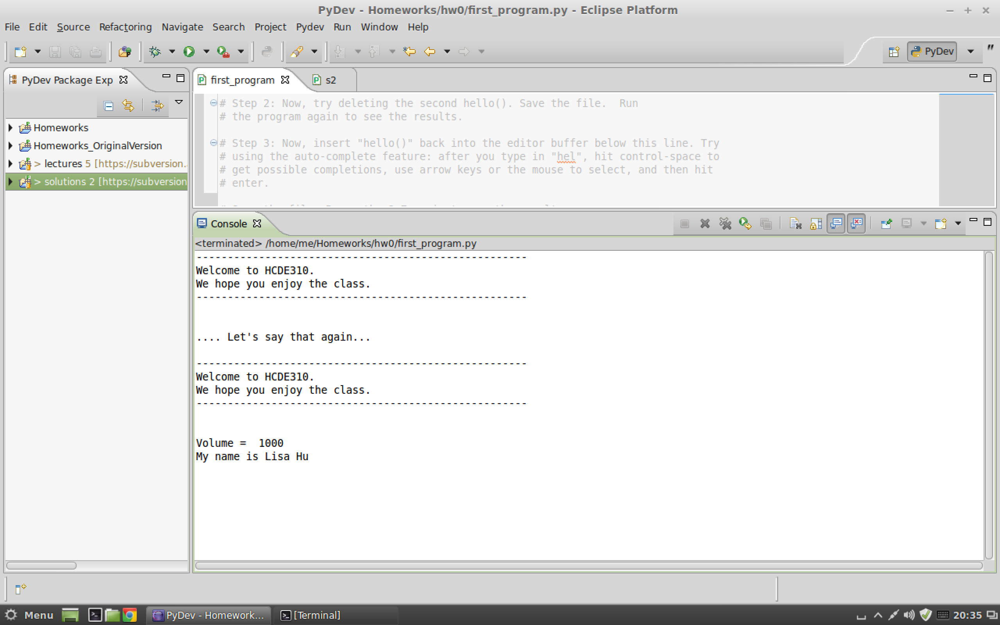 PyDev - Homeworks/hw0/first_program.py - Eclipse Platform
File Edit Source Refactoring Navigate Search Project Pydev Run Window Help
PyDev "
PyDev Package Exp
Homeworks
Homeworks_OriginalVersion
> lectures 5 [https://subversion.
> solutions 2 [https://subversion
first_program s2
# Step 2: Now, try deleting the second hello(). Save the file.  Run
# the program again to see the results.
# Step 3: Now, insert "hello()" back into the editor buffer below this line. Try
# using the auto-complete feature: after you type in "hel", hit control-space to
# get possible completions, use arrow keys or the mouse to select, and then hit
# enter.
Console
<terminated> /home/me/Homeworks/hw0/first_program.py
-----------------------------------------------------
Welcome to HCDE310.
We hope you enjoy the class.
-----------------------------------------------------
.... Let's say that again...
-----------------------------------------------------
Welcome to HCDE310.
We hope you enjoy the class.
-----------------------------------------------------
Volume =  1000
My name is Lisa Hu
Menu PyDev - Homework... [Terminal] 20:35